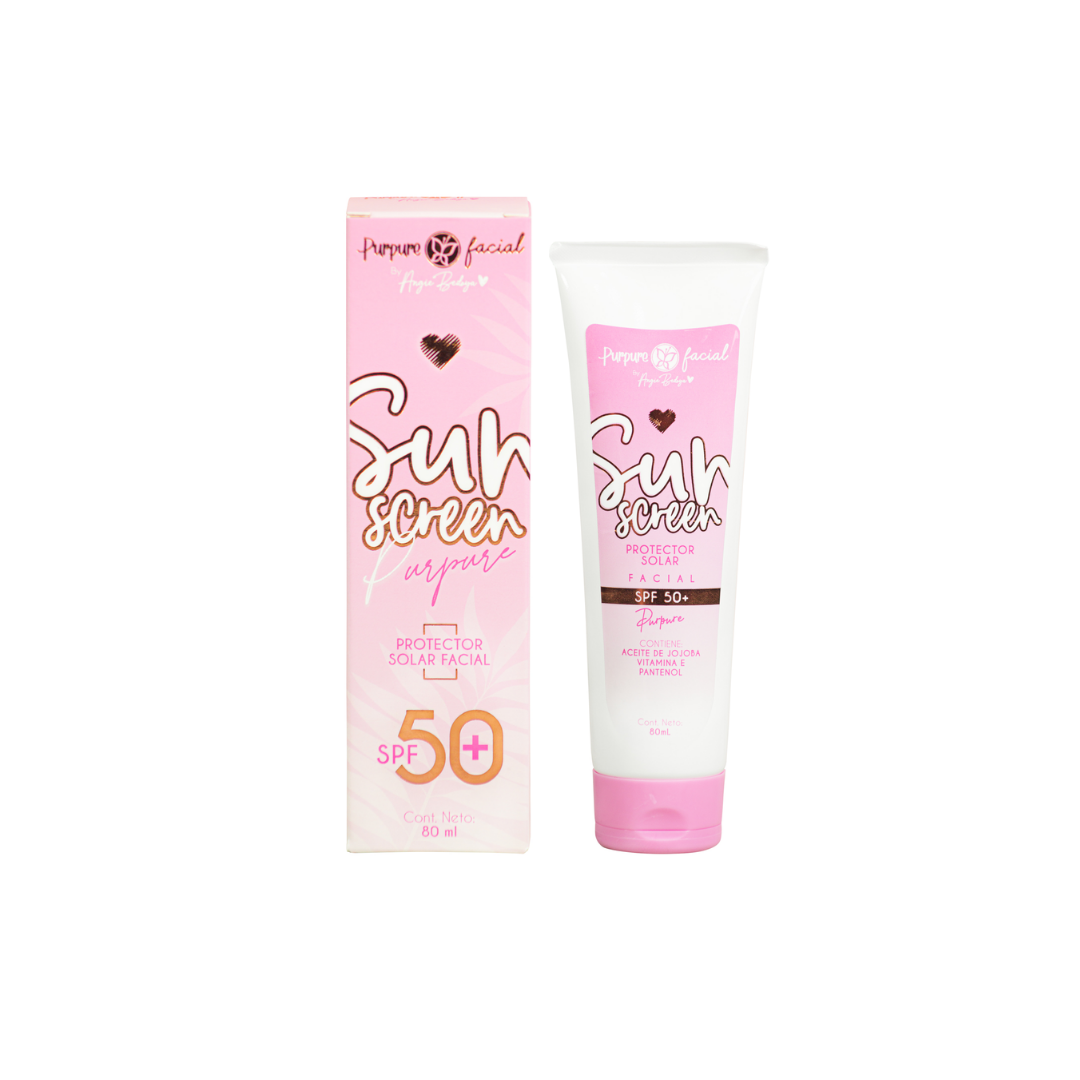 Purpure facial
By Angie Bedoya
Sun
screen
Purpure
PROTECTOR
SOLAR FACIAL
SPF 50+
Cont. Neto:
80 ml
Purpure facial
By Angie Bedoya
Sun
screen
PROTECTOR
SOLAR
FACIAL
SPF 50+
Purpure
CONTIENE:
ACEITE DE JOJOBA
VITAMINA E
PANTENOL
Cont. Neto:
80mL